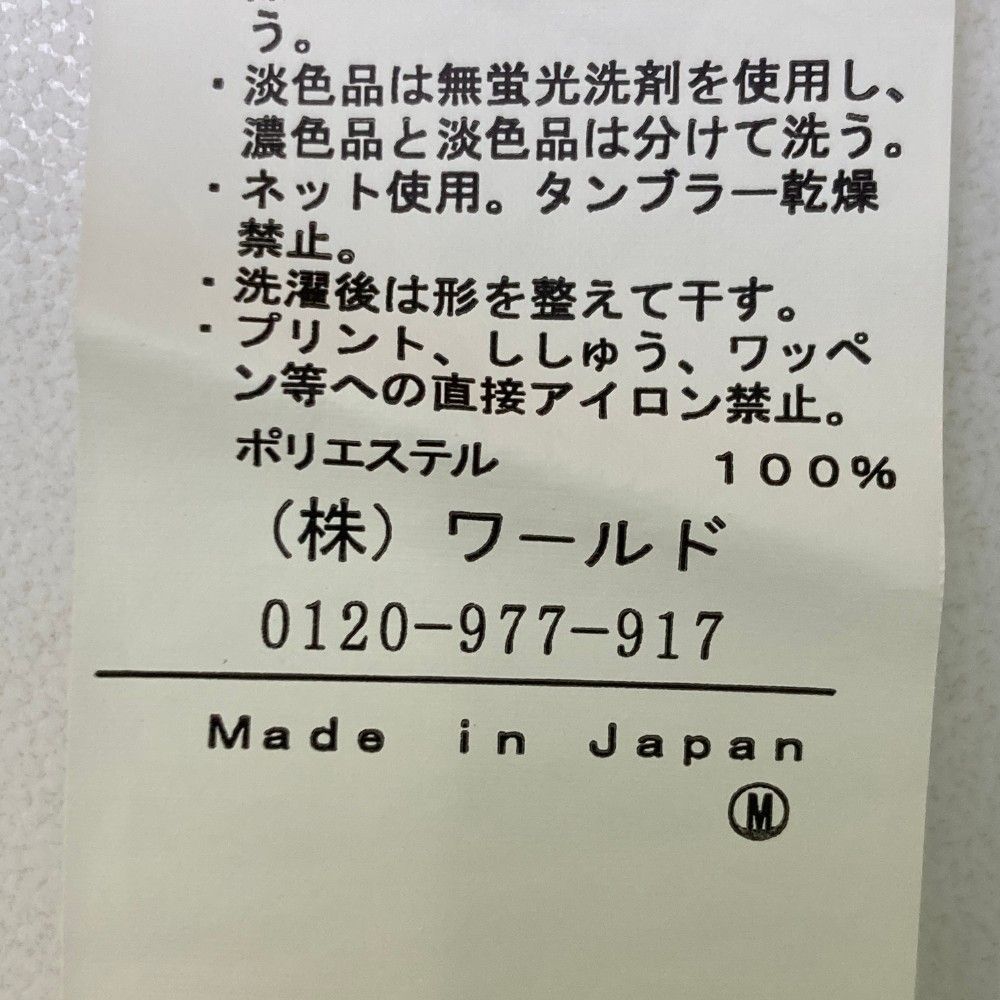 う。
・淡色品は無蛍光洗剤を使用し、
濃色品と淡色品は分けて洗う。
・ネット使用。タンブラー乾燥
禁止。
・洗濯後は形を整えて干す。
・プリント、ししゅう、ワッペ
ン等への直接アイロン禁止。
ポリエステル 100%
(株) ワールド
0120-977-917
Made in Japan
Ⓜ